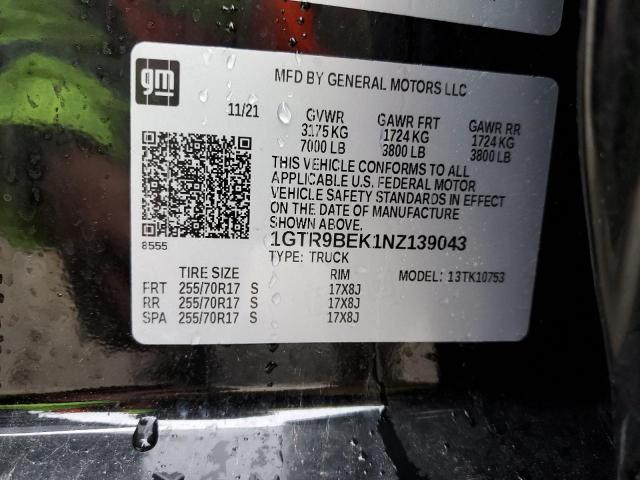 gm
MFD BY GENERAL MOTORS LLC
11/21
GVWR GAWR FRT GAWR RR
3175 KG 1724 KG 1724 KG
7000 LB 3800 LB 3800 LB
THIS VEHICLE CONFORMS TO ALL
APPLICABLE U.S. FEDERAL MOTOR
VEHICLE SAFETY STANDARDS IN EFFECT
ON THE DATE OF MANUFACTURE
SHOWN ABOVE.
8555
1GTR9BEK1NZ139043
TYPE: TRUCK MODEL: 13TK10753
TIRE SIZE RIM
FRT 255/70R17 S 17X8J
RR 255/70R17 S 17X8J
SPA 255/70R17 S 17X8J